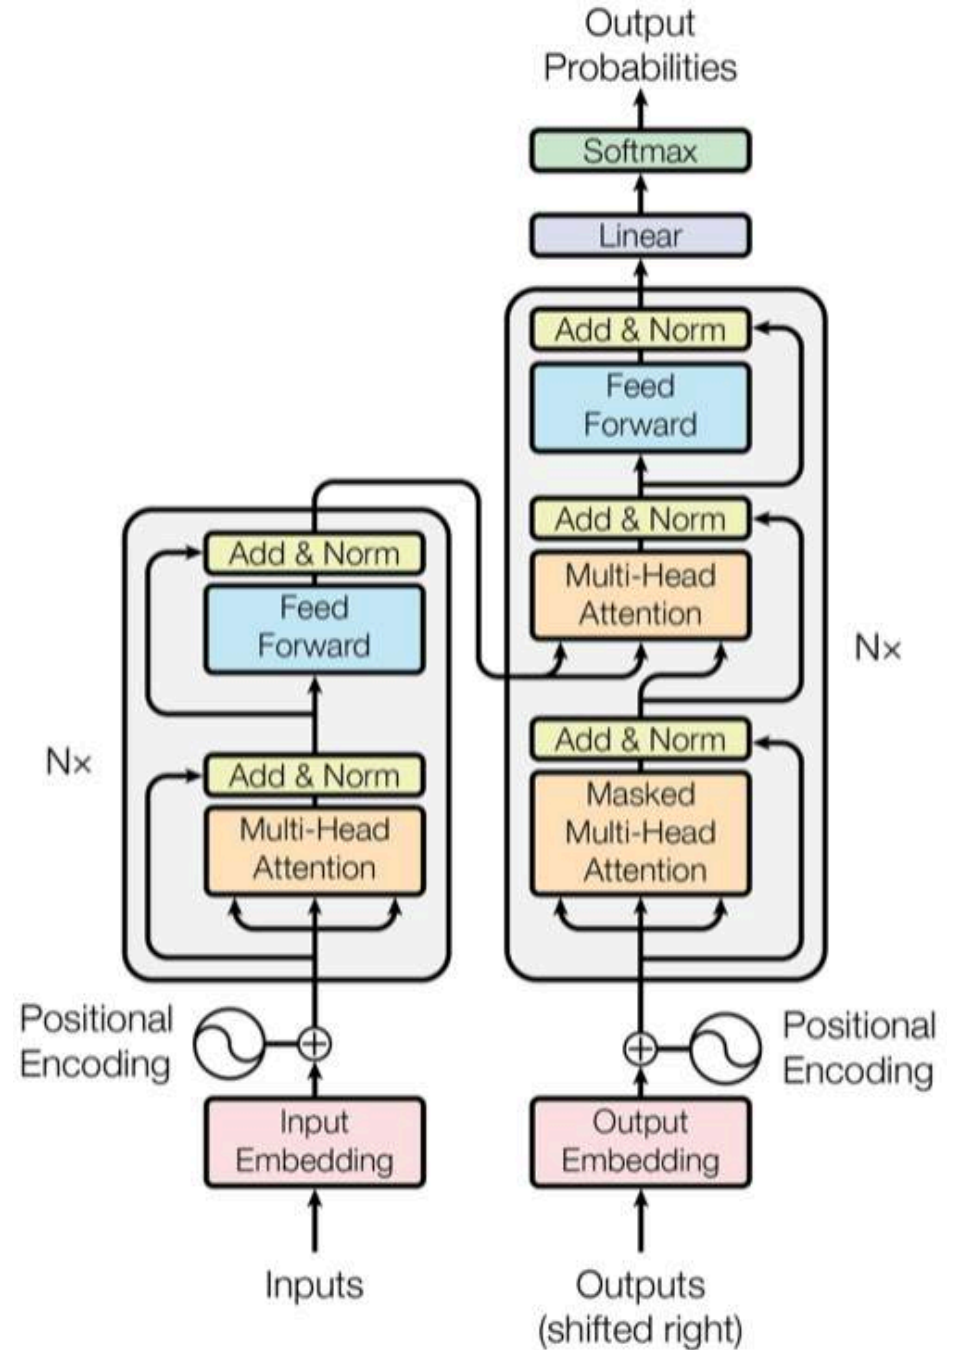 Output
Probabilities
Softmax
Linear
Add & Norm
Feed
Forward
Add & Norm
Multi-Head
Attention
Add & Norm
Masked
Multi-Head
Attention
N×
Add & Norm
Feed
Forward
Add & Norm
Multi-Head
Attention
N×
Positional
Encoding
Positional
Encoding
Input
Embedding
Output
Embedding
Inputs
Outputs
(shifted right)